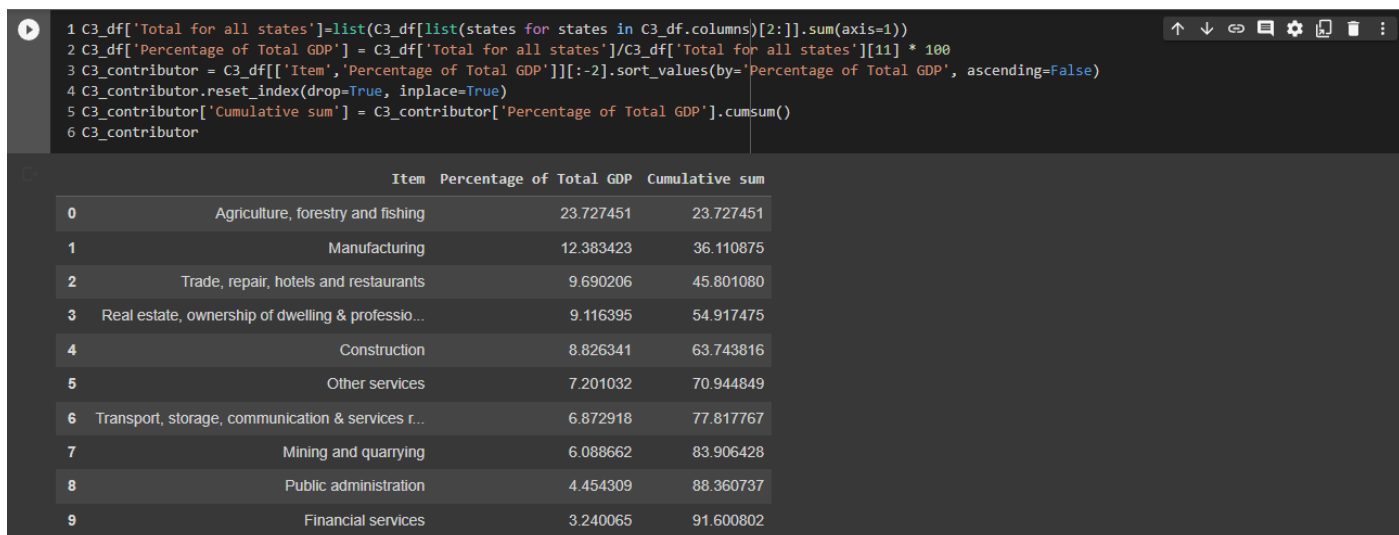 1 C3_df['Total for all states']=list(C3_df[list(states for states in C3_df.columns)[2:]].sum(axis=1))
2 C3_df['Percentage of Total GDP'] = C3_df['Total for all states']/C3_df['Total for all states'][11] * 100
3 C3_contributor = C3_df[['Item','Percentage of Total GDP']][:-2].sort_values(by='Percentage of Total GDP', ascending=False)
4 C3_contributor.reset_index(drop=True, inplace=True)
5 C3_contributor['Cumulative sum'] = C3_contributor['Percentage of Total GDP'].cumsum()
6 C3_contributor
Item Percentage of Total GDP Cumulative sum
0 Agriculture, forestry and fishing 23.727451 23.727451
1 Manufacturing 12.383423 36.110875
2 Trade, repair, hotels and restaurants 9.690206 45.801080
3 Real estate, ownership of dwelling & professio... 9.116395 54.917475
4 Construction 8.826341 63.743816
5 Other services 7.201032 70.944849
6 Transport, storage, communication & services r... 6.872918 77.817767
7 Mining and quarrying 6.088662 83.906428
8 Public administration 4.454309 88.360737
9 Financial services 3.240065 91.600802